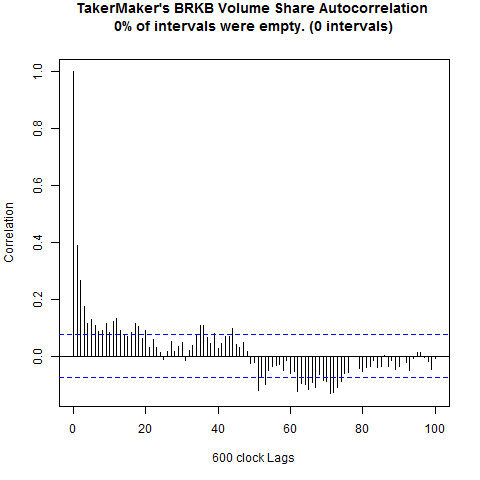 TakerMaker's BRKB Volume Share Autocorrelation
0% of intervals were empty. (0 intervals)
Correlation
1.0
0.8
0.6
0.4
0.2
0.0
0 20 40 60 80 100
600 clock Lags